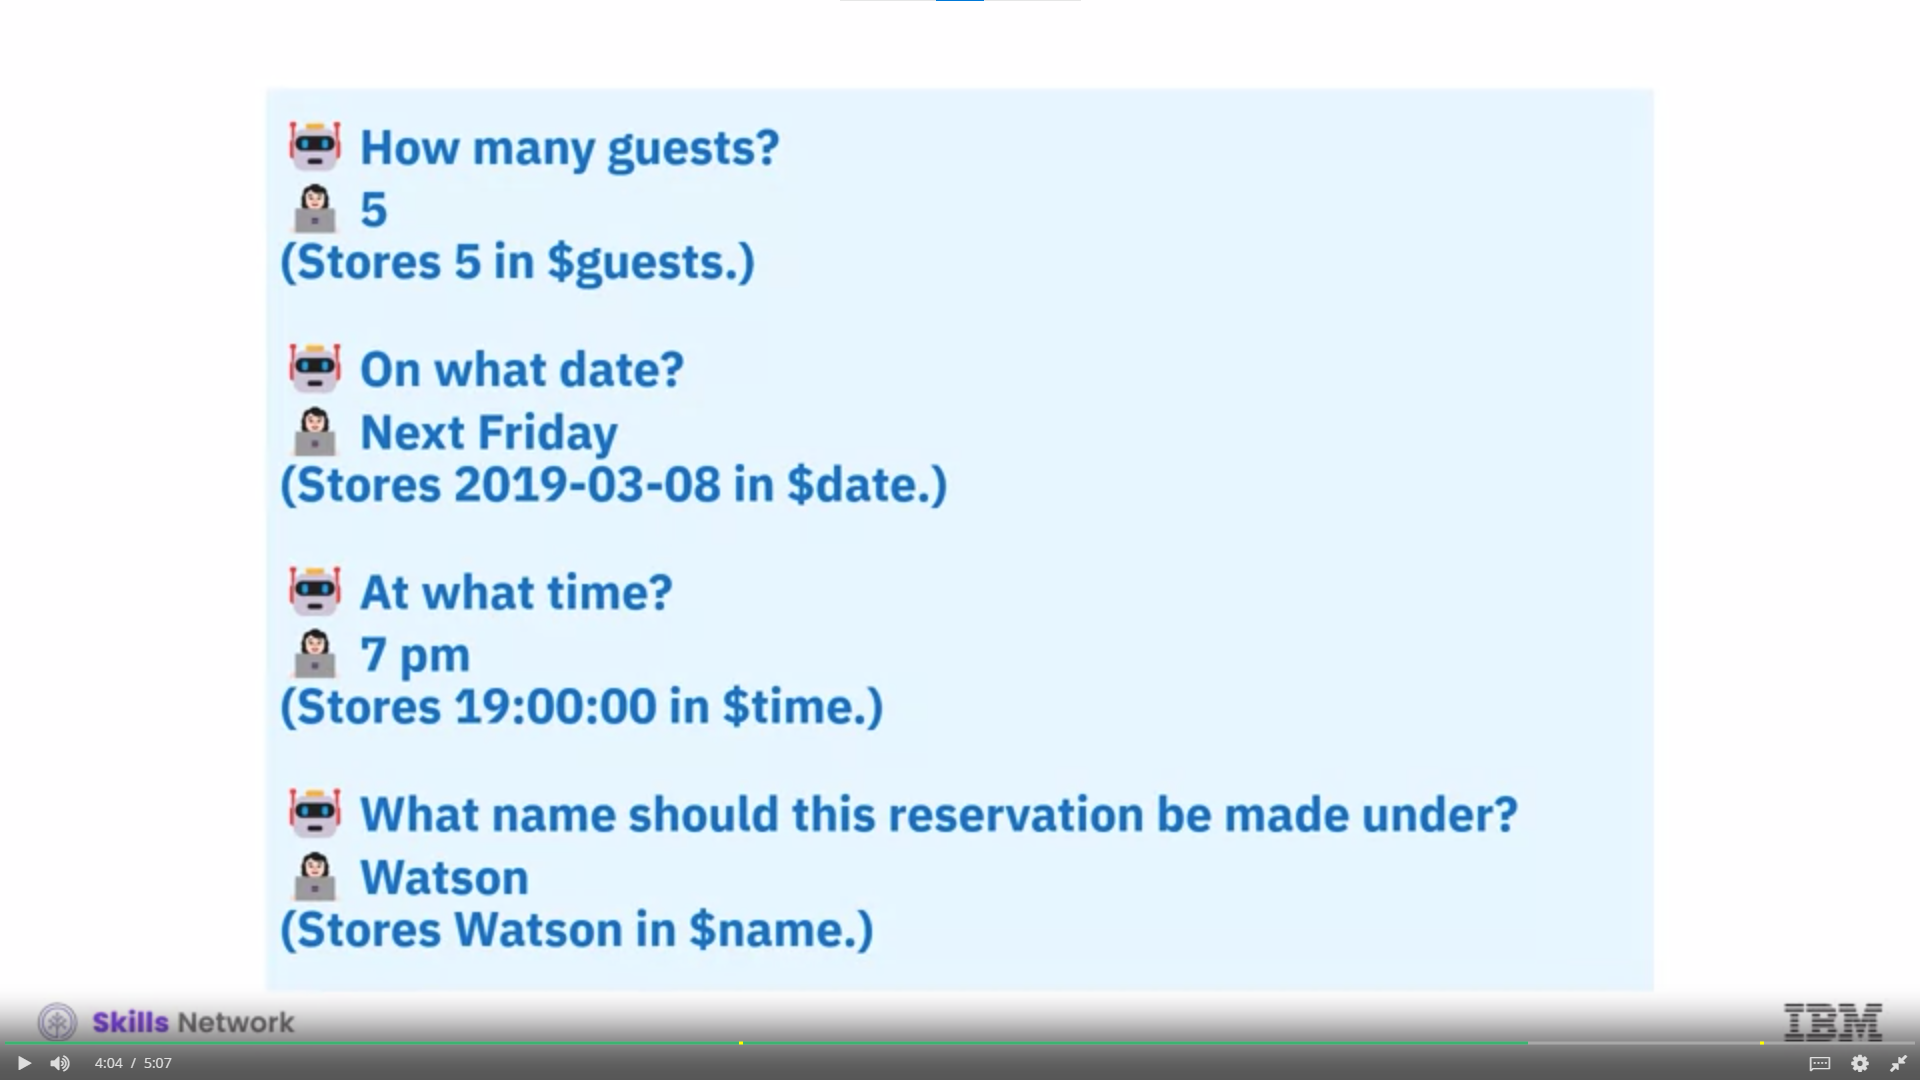 How many guests?
5
(Stores 5 in $guests.)
On what date?
Next Friday
(Stores 2019-03-08 in $date.)
At what time?
7 pm
(Stores 19:00:00 in $time.)
What name should this reservation be made under?
Watson
(Stores Watson in $name.)
Skills Network
IBM
4:04 / 5:07